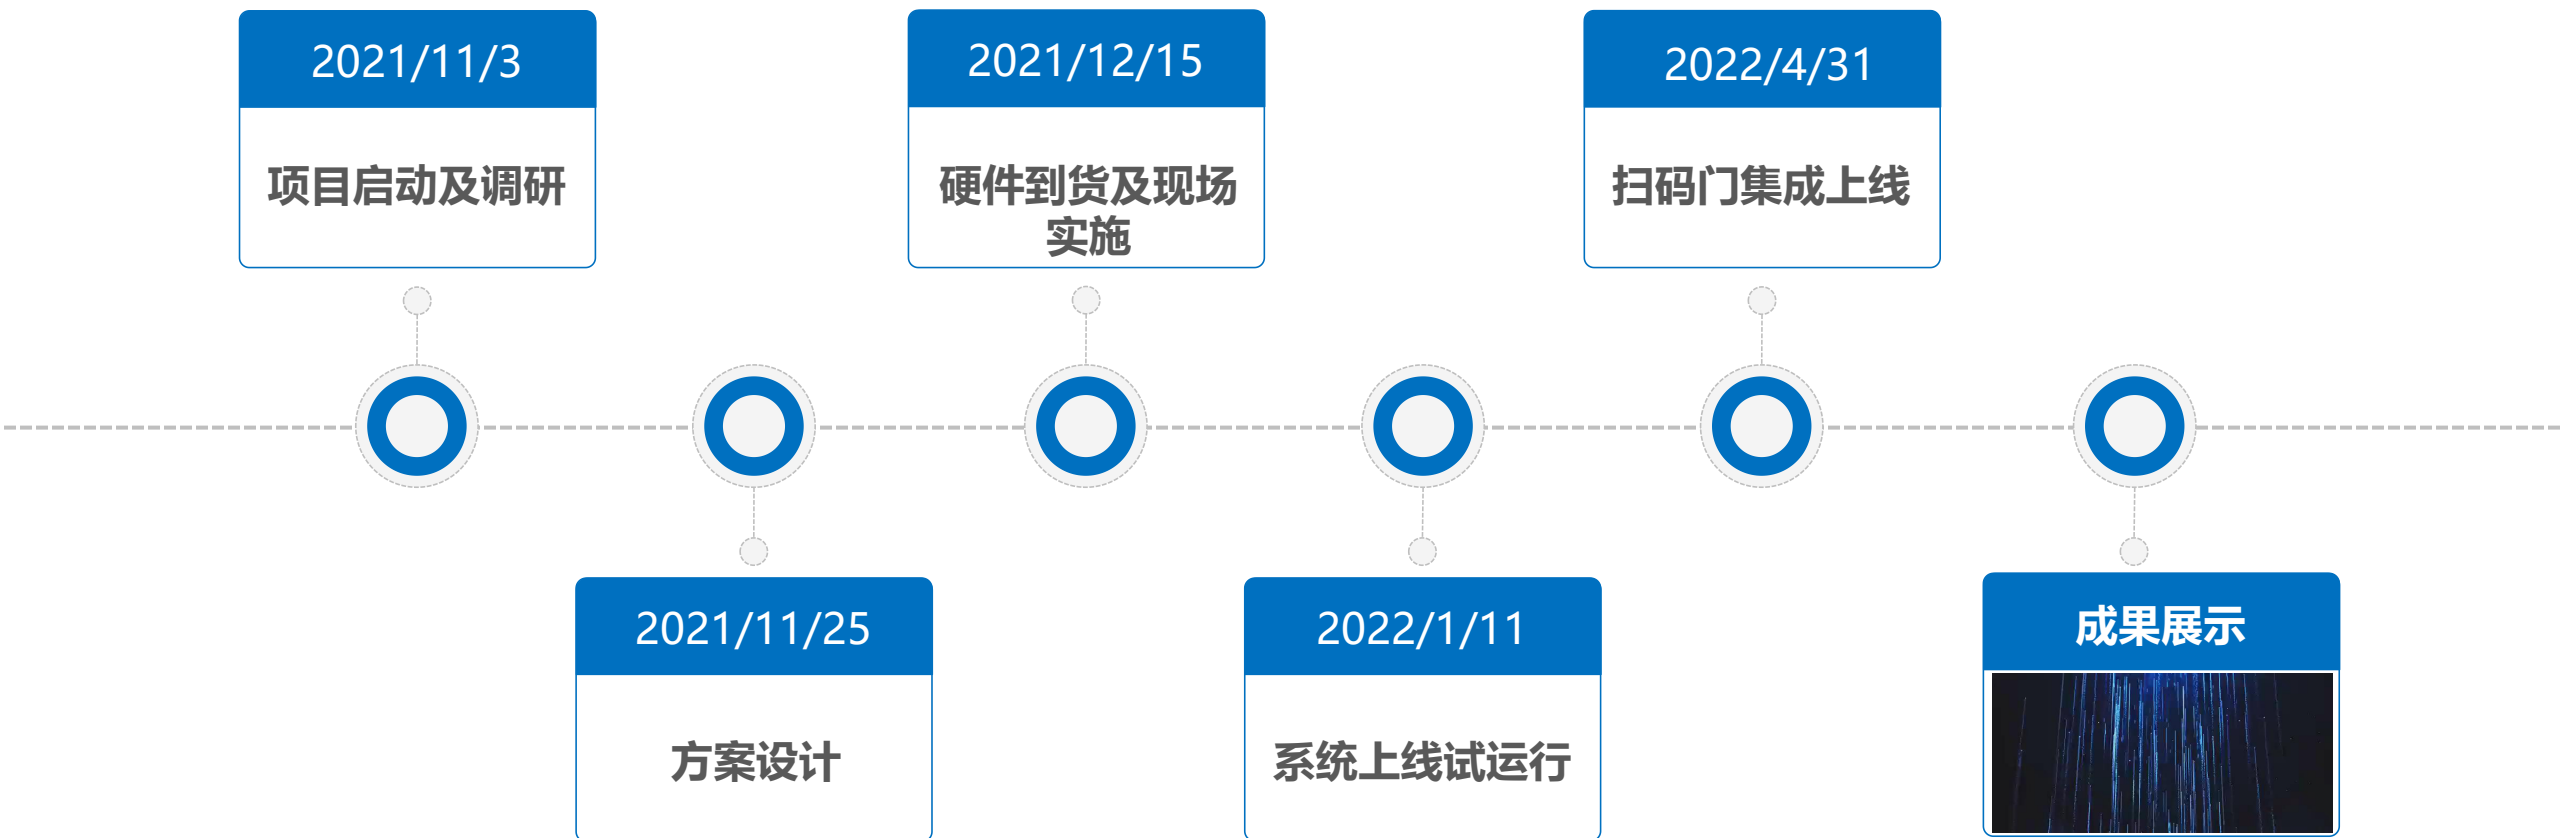 2021/11/3
项目启动及调研
2021/11/25
方案设计
2021/12/15
硬件到货及现场
实施
2022/1/11
系统上线试运行
2022/4/31
扫码门集成上线
成果展示